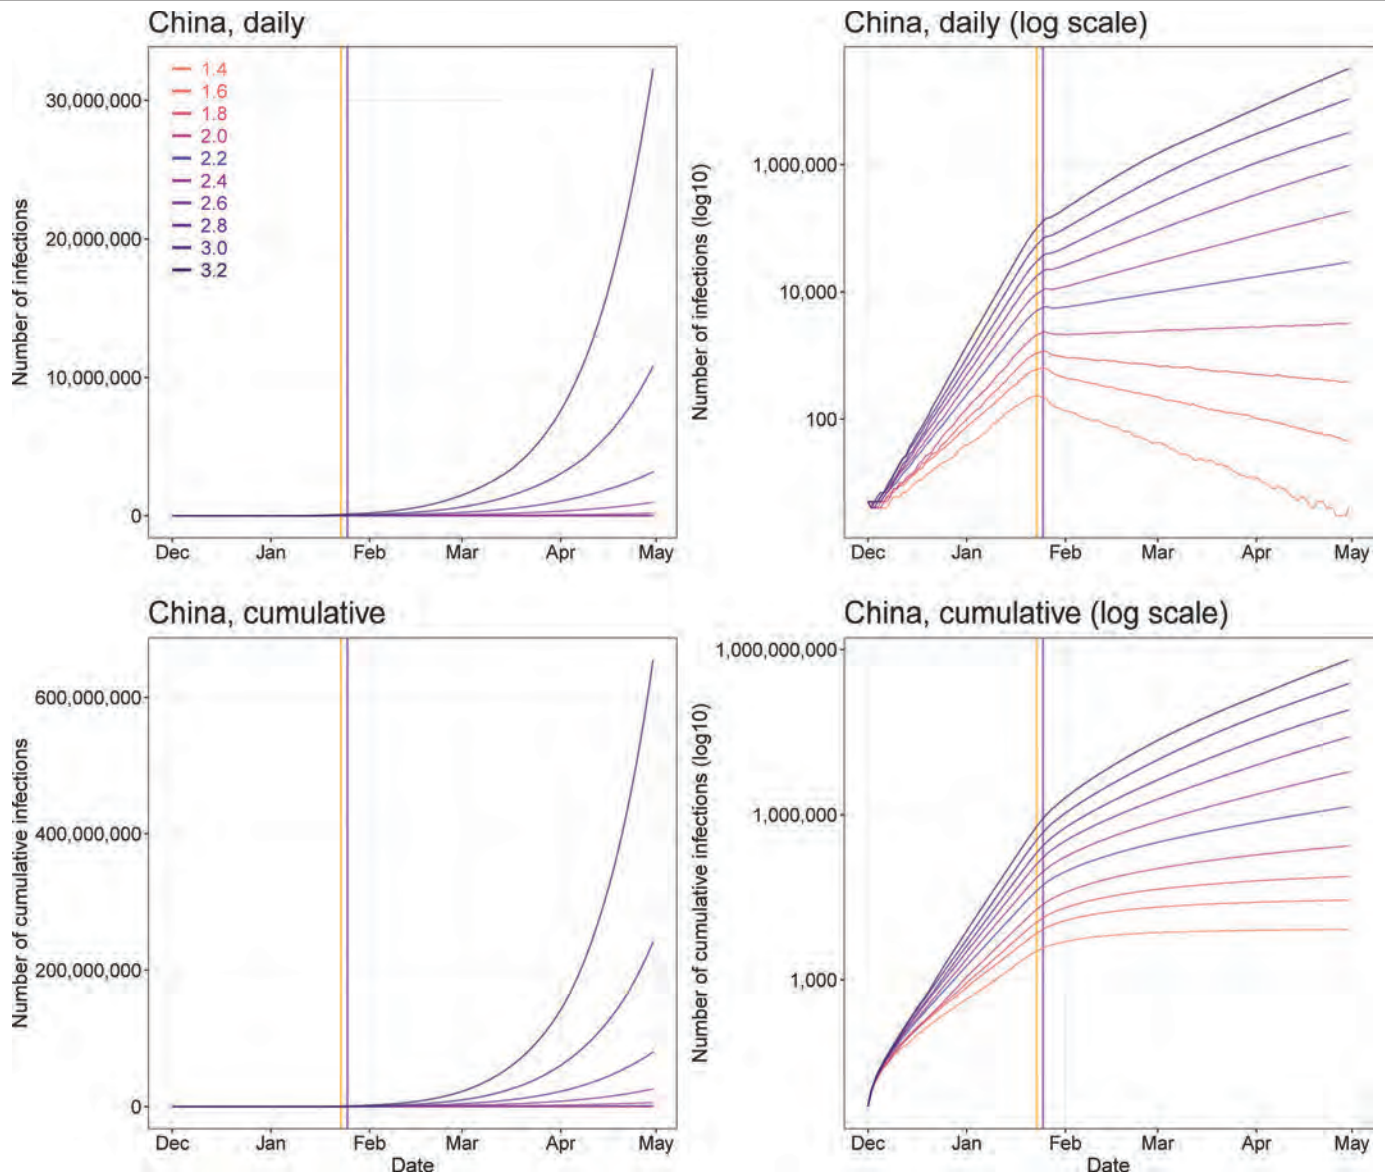 China, daily
Number of infections
30,000,000
20,000,000
10,000,000
0
1.4
1.6
1.8
2.0
2.2
2.4
2.6
2.8
3.0
3.2
Dec Jan Feb Mar Apr May
China, daily (log scale)
Number of infections (log10)
1,000,000
10,000
100
Dec Jan Feb Mar Apr May
China, cumulative
Number of cumulative infections
600,000,000
400,000,000
200,000,000
0
Dec Jan Feb Mar Apr May
Date
China, cumulative (log scale)
Number of cumulative infections (log10)
1,000,000,000
1,000,000
1,000
Dec Jan Feb Mar Apr May
Date